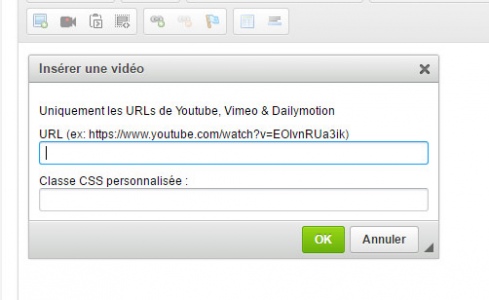 Insérer une vidéo
Uniquement les URLs de Youtube, Vimeo & Dailymotion
URL (ex: https://www.youtube.com/watch?v=EOlvnRUa3ik)
Classe CSS personnalisée :
OK
Annuler